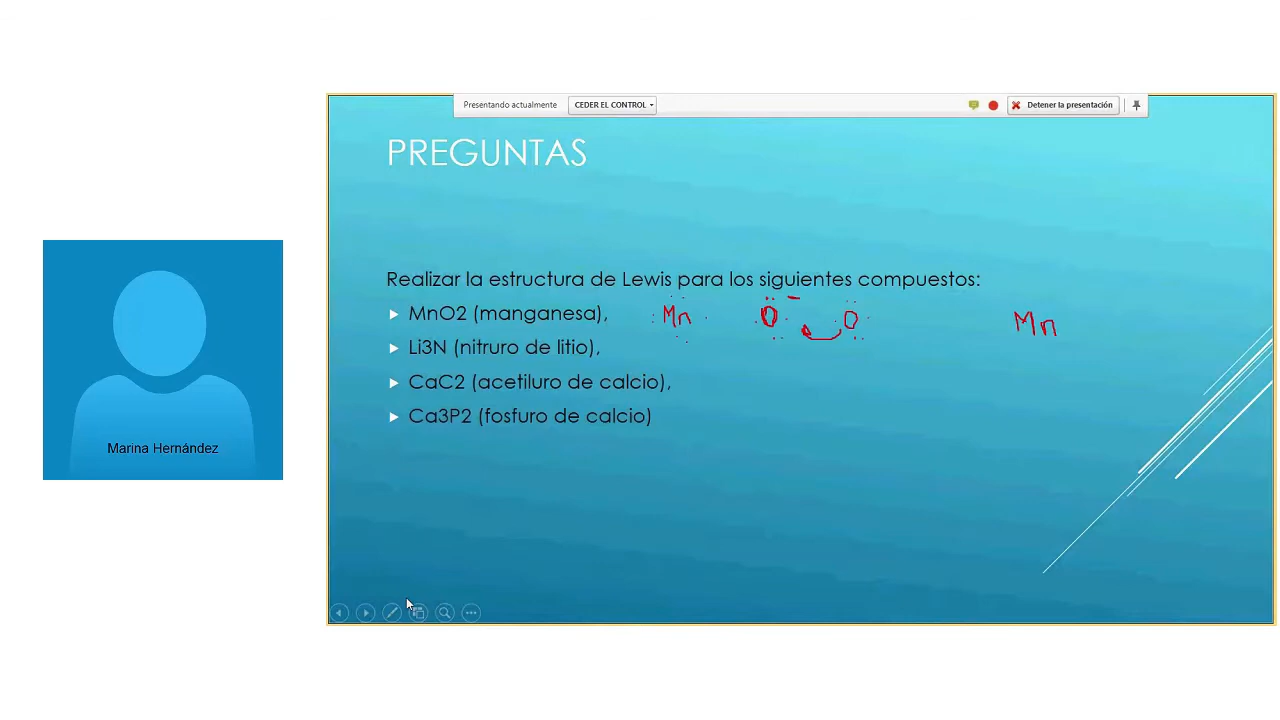 Presentando actualmente CEDER EL CONTROL Detener la presentación
PREGUNTAS
Realizar la estructura de Lewis para los siguientes compuestos:
MnO2 (manganesa), Mn O O Mn
Li3N (nitruro de litio),
CaC2 (acetiluro de calcio),
Ca3P2 (fosfuro de calcio)
Marina Hernández